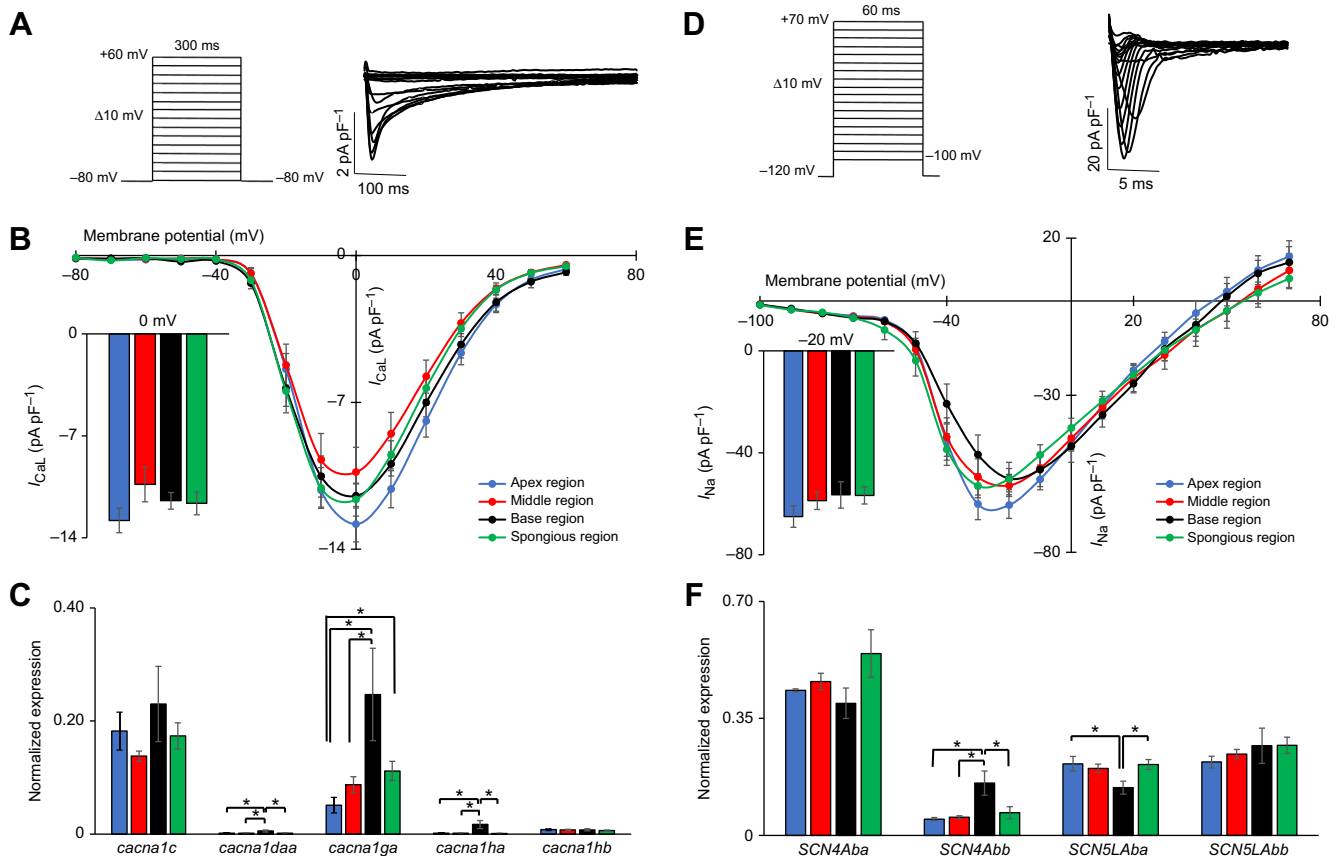 A
+60 mV
300 ms
Δ10 mV
–80 mV
–80 mV
2 pA pF–1
100 ms
B
Membrane potential (mV)
–80
–40
0
40
80
ICaL (pA pF–1)
–7
–14
0 mV
0
–7
–14
ICaL (pA pF–1)
Apex region
Middle region
Base region
Spongious region
C
Normalized expression
0.40
0.20
0
*
*
*
*
*
*
*
*
*
cacna1c
cacna1daa
cacna1ga
cacna1ha
cacna1hb
D
+70 mV
60 ms
Δ10 mV
–120 mV
–100 mV
20 pA pF–1
5 ms
E
Membrane potential (mV)
–100
–40
20
80
20
–30
–80
INa (pA pF–1)
–20 mV
0
–40
–80
INa (pA pF–1)
Apex region
Middle region
Base region
Spongious region
F
Normalized expression
0.70
0.35
0
*
*
*
*
*
SCN4Aba
SCN4Abb
SCN5LAba
SCN5LAbb